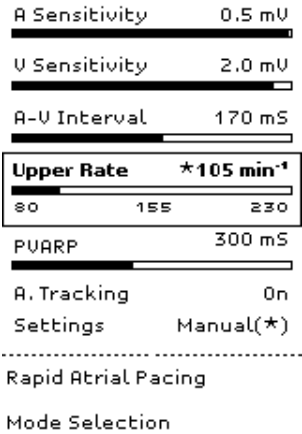 A Sensitivity 0.5 mV
V Sensitivity 2.0 mV
A-V Interval 170 mS
Upper Rate *105 min⁻¹
80 155 230
PVARP 300 mS
A. Tracking On
Settings Manual(*)
Rapid Atrial Pacing
Mode Selection